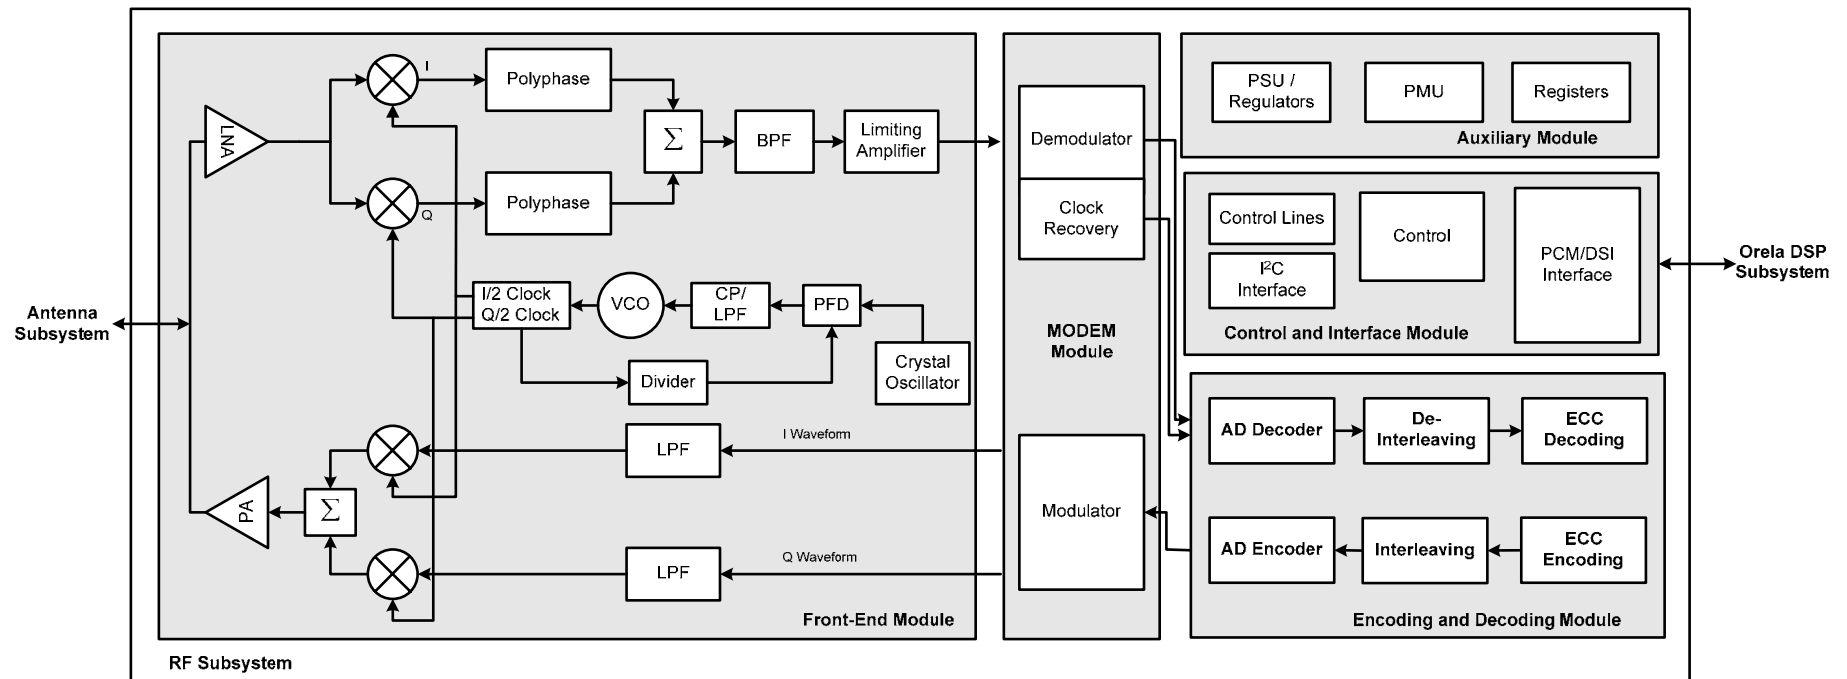 LNA
I
Polyphase
Q
Polyphase
Σ
BPF
Limiting
Amplifier
I/2 Clock
Q/2 Clock
VCO
CP/
LPF
PFD
Divider
Crystal
Oscillator
Antenna
Subsystem
PA
Σ
LPF
I Waveform
LPF
Q Waveform
Front-End Module
RF Subsystem
Demodulator
Clock
Recovery
MODEM
Module
Modulator
PSU /
Regulators
PMU
Registers
Auxiliary Module
Control Lines
I²C
Interface
Control
PCM/DSI
Interface
Control and Interface Module
Orela DSP
Subsystem
AD Decoder
De-
Interleaving
ECC
Decoding
AD Encoder
Interleaving
ECC
Encoding
Encoding and Decoding Module